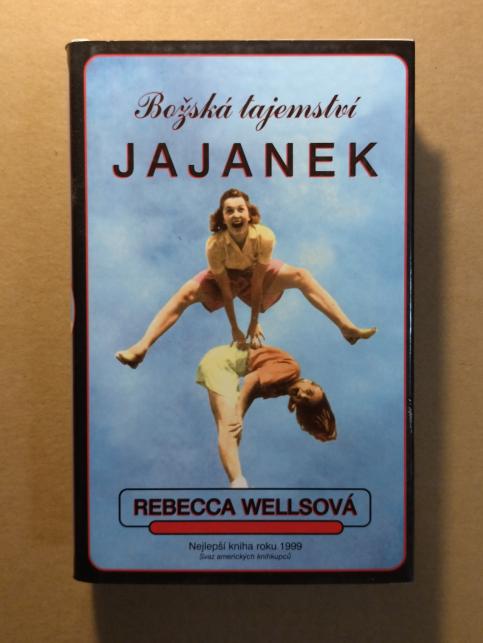 Božská tajemství
JAJANEK
REBECCA WELLSOVÁ
Nejlepší kniha roku 1999
Svaz amerických knihkupců